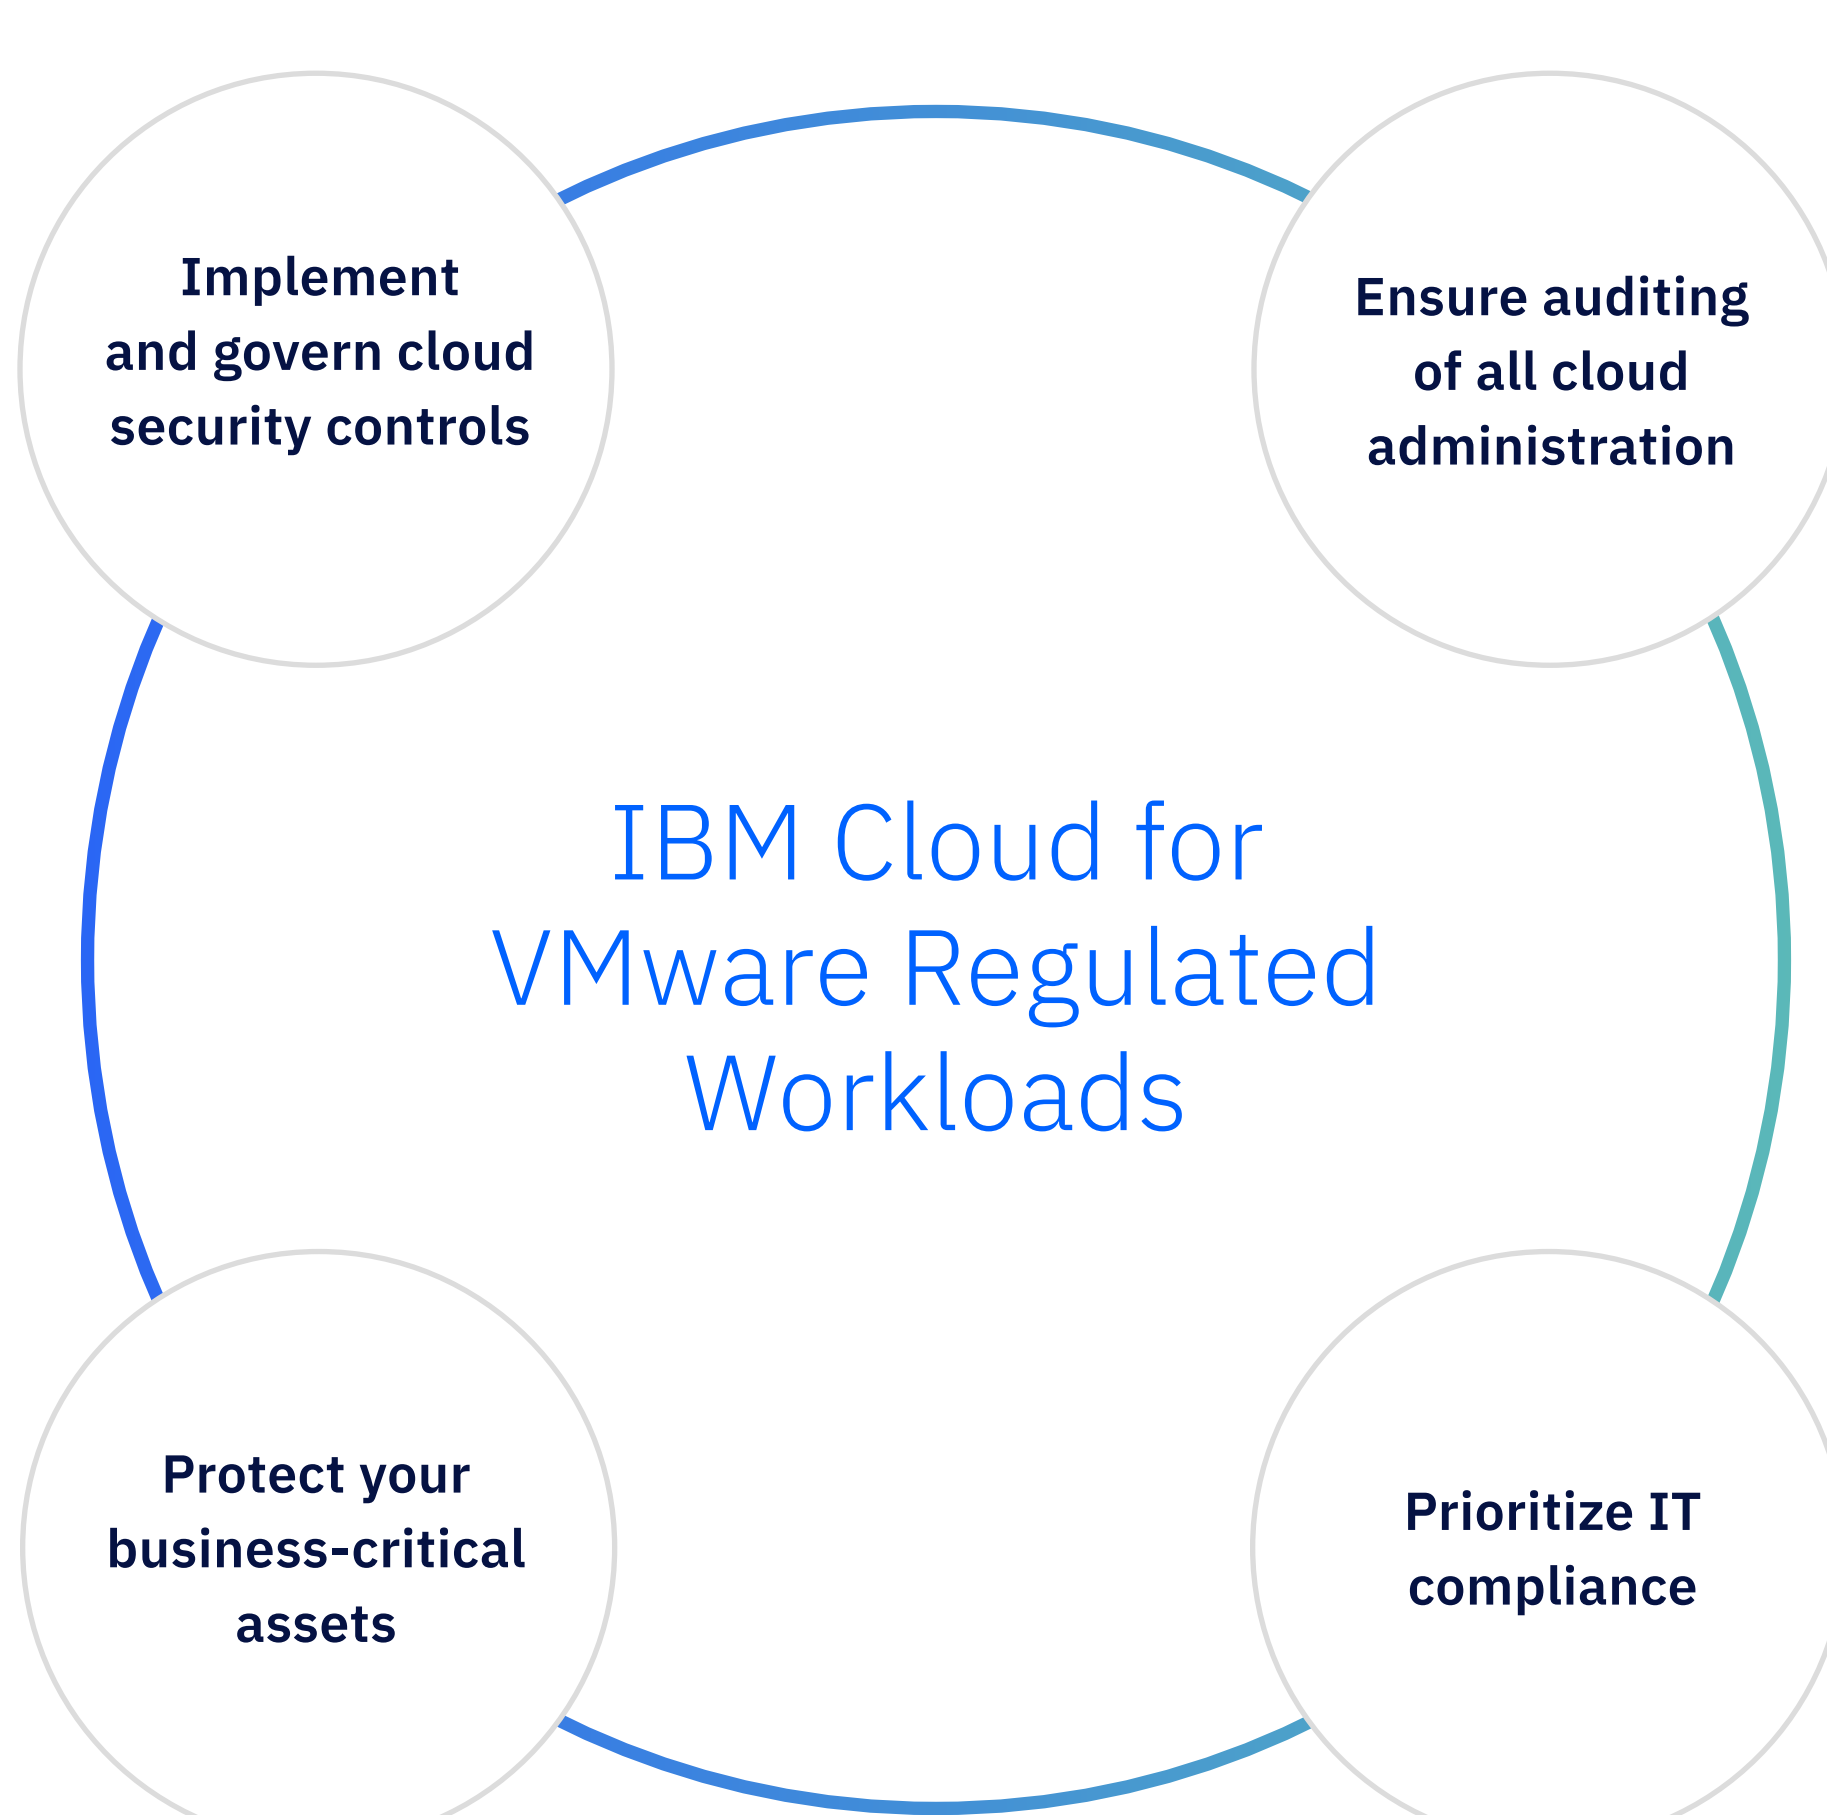 Implement
and govern cloud
security controls
Ensure auditing
of all cloud
administration
IBM Cloud for
VMware Regulated
Workloads
Protect your
business-critical
assets
Prioritize IT
compliance